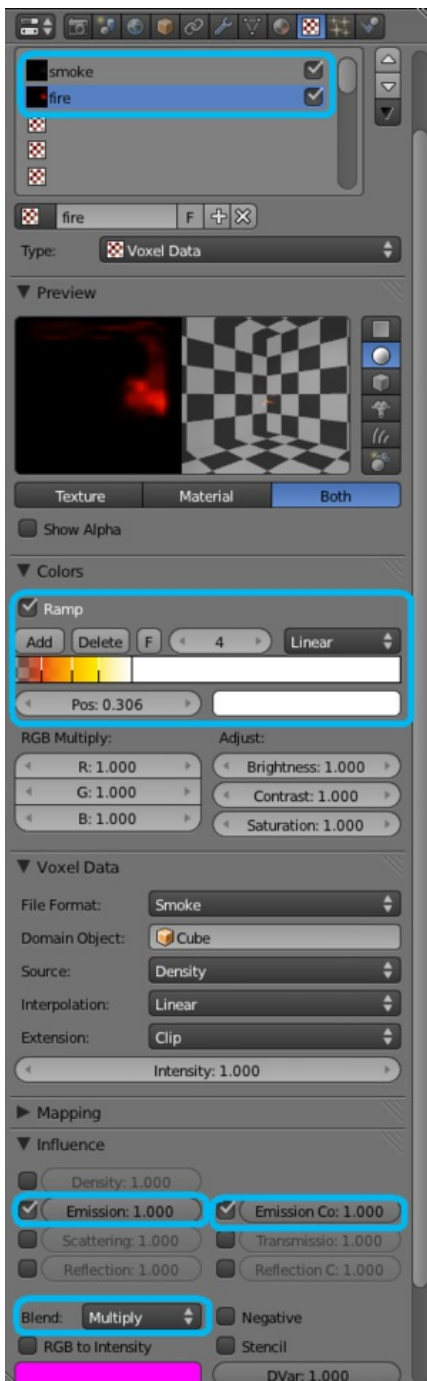 smoke
fire
fire F
Type: Voxel Data
Preview
Texture Material Both
Show Alpha
Colors
Ramp
Add Delete F 4 Linear
Pos: 0.306
RGB Multiply: Adjust:
R: 1.000 Brightness: 1.000
G: 1.000 Contrast: 1.000
B: 1.000 Saturation: 1.000
Voxel Data
File Format: Smoke
Domain Object: Cube
Source: Density
Interpolation: Linear
Extension: Clip
Intensity: 1.000
Mapping
Influence
Density: 1.000
Emission: 1.000 Emission Co: 1.000
Scattering: 1.000 Transmissio: 1.000
Reflection: 1.000 Reflection C: 1.000
Blend: Multiply Negative
RGB to Intensity Stencil
DVar: 1.000